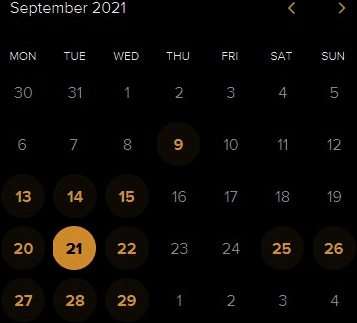 September 2021
MON TUE WED THU FRI SAT SUN
30 31 1 2 3 4 5
6 7 8 9 10 11 12
13 14 15 16 17 18 19
20 21 22 23 24 25 26
27 28 29 1 2 3 4